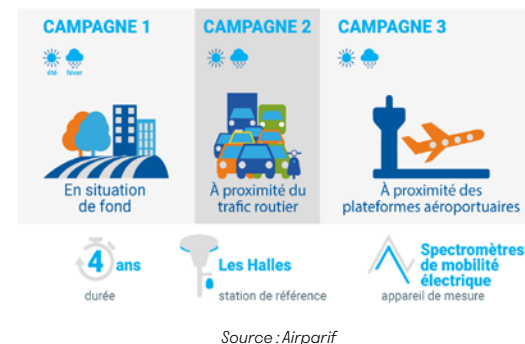 CAMPAGNE 1
été hiver
En situation
de fond
CAMPAGNE 2
À proximité du
trafic routier
CAMPAGNE 3
À proximité des
plateformes aéroportuaires
4 ans
durée
Les Halles
station de référence
Spectromètres
de mobilité
électrique
appareil de mesure
Source : Airparif